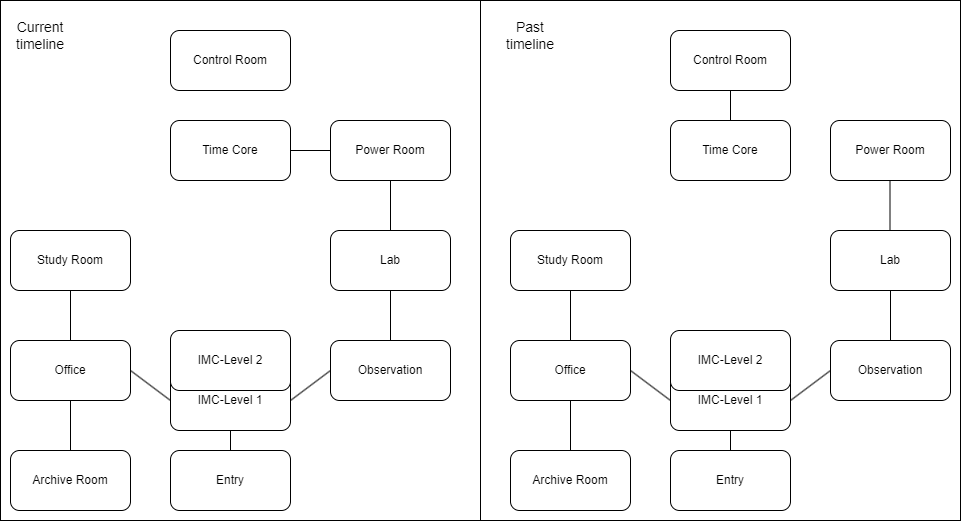 Current
timeline
Control Room
Time Core
Power Room
Study Room
Lab
IMC-Level 2
Office
Observation
IMC-Level 1
Archive Room
Entry
Past
timeline
Control Room
Time Core
Power Room
Study Room
Lab
IMC-Level 2
Office
Observation
IMC-Level 1
Archive Room
Entry